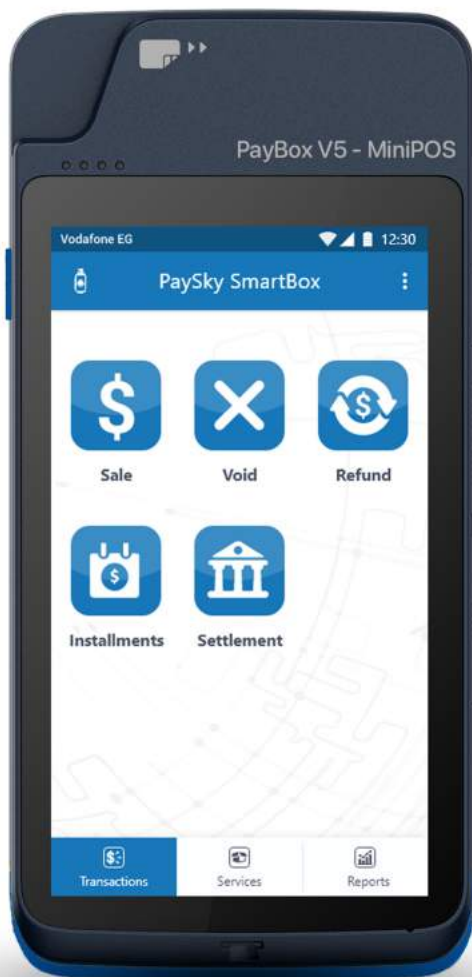 PayBox V5 - MiniPOS
Vodafone EG 12:30
PaySky SmartBox
Sale Void Refund
Installments Settlement
Transactions Services Reports